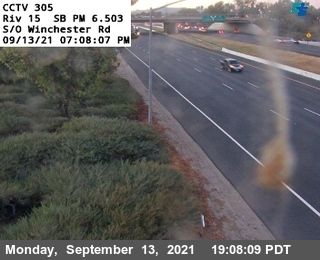 CCTV 305
Riv 15 SB PM 6.503
S/O Winchester Rd
09/13/21 07:08:07 PM
Monday, September 13, 2021 19:08:09 PDT